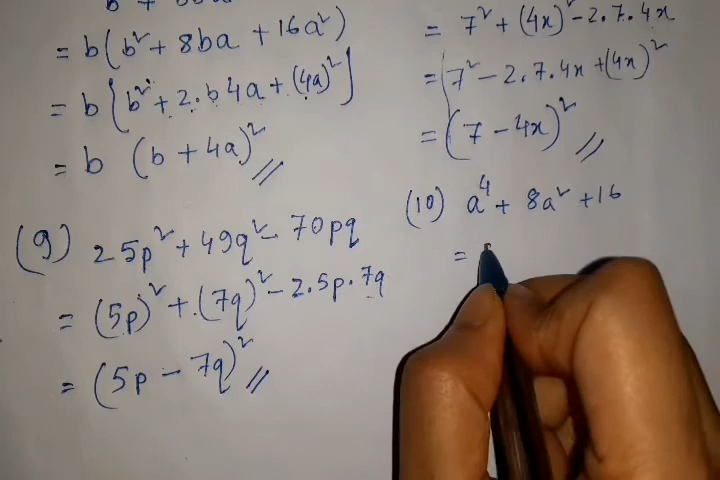 = b(b² + 8ba + 16a²)
= b[b² + 2.b 4a + (4a)²]
= b (b + 4a)² //
(9) 25p² + 49q² - 70pq
= (5p)² + (7q)² - 2.5p.7q
= (5p - 7q)² //
= 7² + (4x)² - 2.7.4x
= (7² - 2.7.4x + (4x)²
= (7 - 4x)² //
(10) a⁴ + 8a² + 16
=